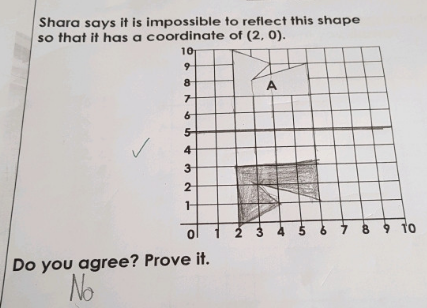 Shara says it is impossible to reflect this shape
so that it has a coordinate of (2, 0).
10
9
8
A
7
6
5
4
3
2
1
0 1 2 3 4 5 6 7 8 9 10
Do you agree? Prove it.
No